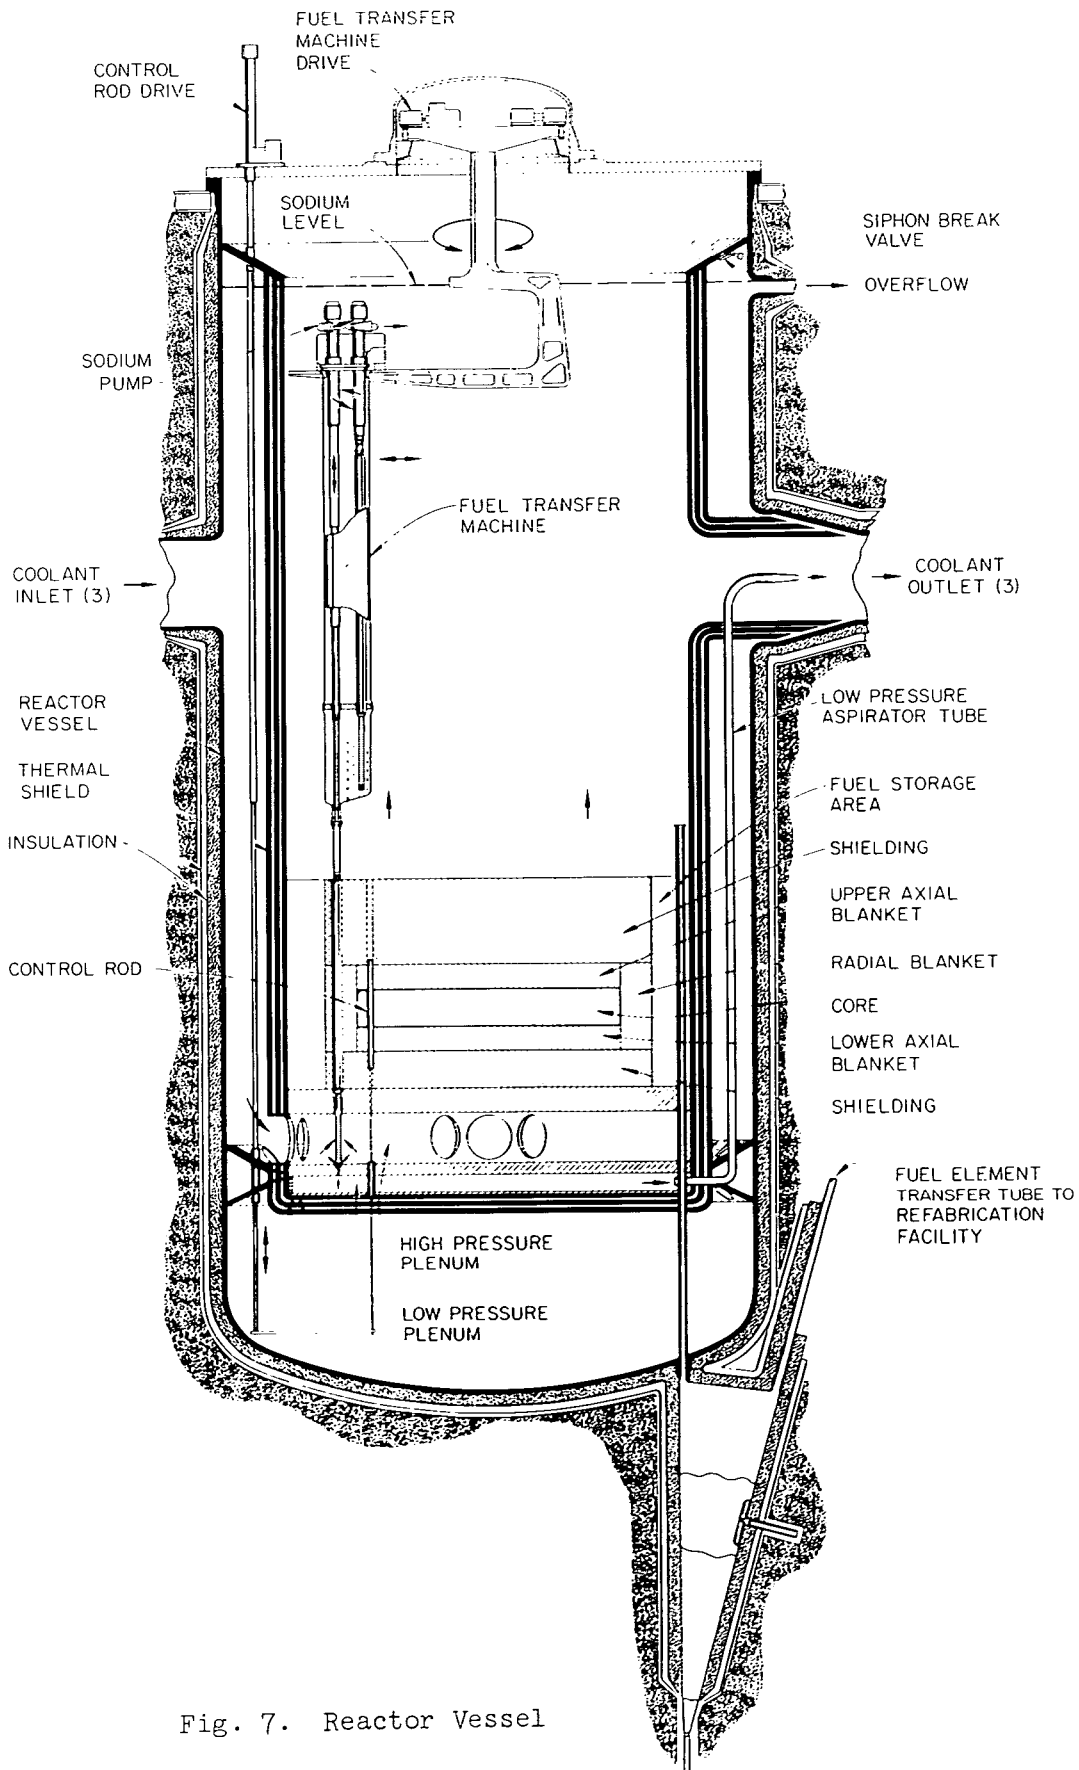 FUEL TRANSFER
MACHINE
DRIVE
CONTROL
ROD DRIVE
SODIUM
LEVEL
SIPHON BREAK
VALVE
OVERFLOW
SODIUM
PUMP
FUEL TRANSFER
MACHINE
COOLANT
INLET (3)
COOLANT
OUTLET (3)
REACTOR
VESSEL
LOW PRESSURE
ASPIRATOR TUBE
THERMAL
SHIELD
FUEL STORAGE
AREA
INSULATION
SHIELDING
UPPER AXIAL
BLANKET
CONTROL ROD
RADIAL BLANKET
CORE
LOWER AXIAL
BLANKET
SHIELDING
FUEL ELEMENT
TRANSFER TUBE TO
REFABRICATION
FACILITY
HIGH PRESSURE
PLENUM
LOW PRESSURE
PLENUM
Fig. 7. Reactor Vessel